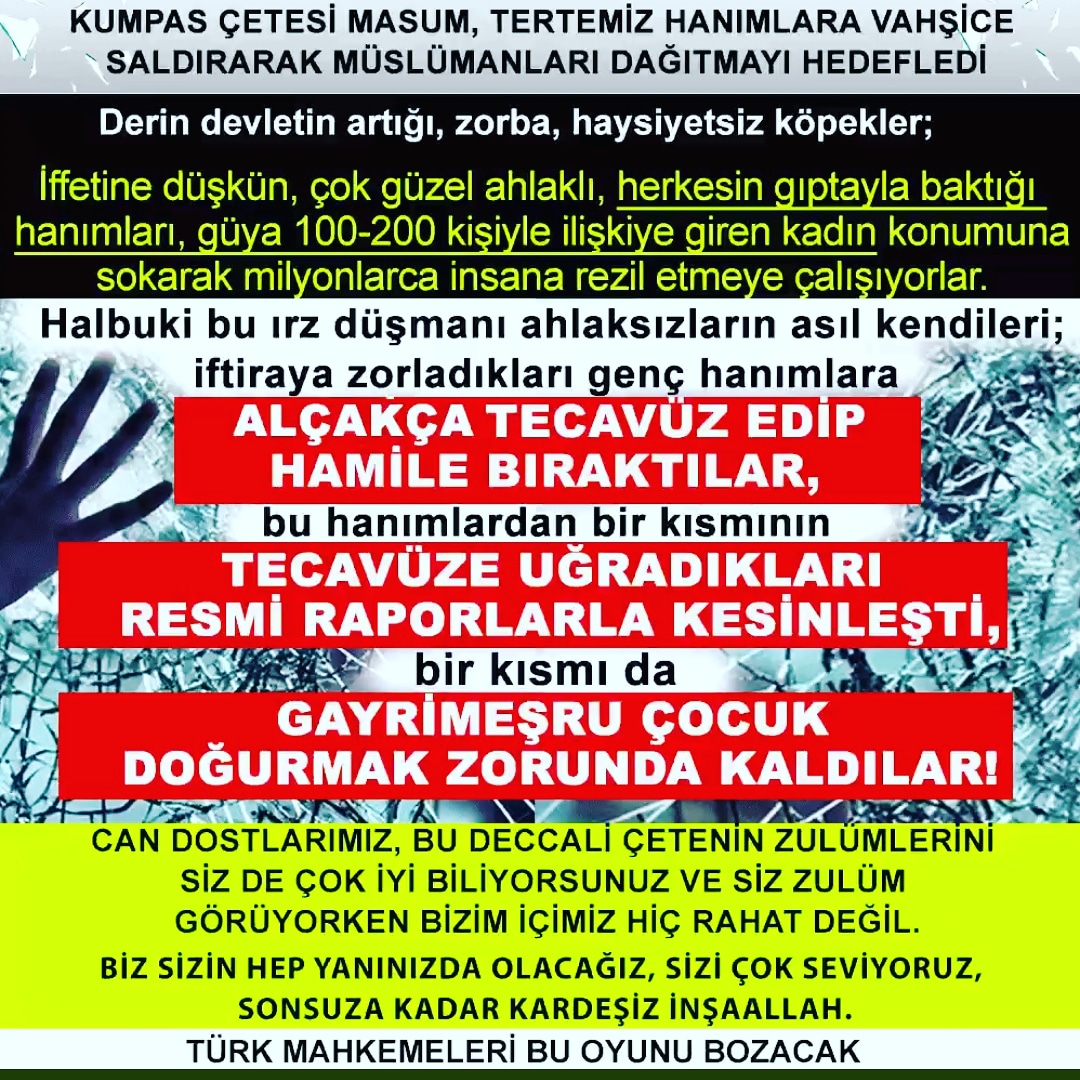 KUMPAS ÇETESİ MASUM, TERTEMİZ HANIMLARA VAHŞİCE
SALDIRARAK MÜSLÜMANLARI DAĞITMAYI HEDEFLEDİ
Derin devletin artığı, zorba, haysiyetsiz köpekler;
İffetine düşkün, çok güzel ahlaklı, herkesin gıptayla baktığı
hanımları, güya 100-200 kişiyle ilişkiye giren kadın konumuna
sokarak milyonlarca insana rezil etmeye çalışıyorlar.
Halbuki bu ırz düşmanı ahlaksızların asıl kendileri;
iftiraya zorladıkları genç hanımlara
ALÇAKÇA TECAVÜZ EDİP
HAMİLE BIRAKTILAR,
bu hanımlardan bir kısmının
TECAVÜZE UĞRADIKLARI
RESMİ RAPORLARLA KESİNLEŞTİ,
bir kısmı da
GAYRİMEŞRU ÇOCUK
DOĞURMAK ZORUNDA KALDILAR!
CAN DOSTLARIMIZ, BU DECCALİ ÇETENİN ZULÜMLERİNİ
SİZ DE ÇOK İYİ BİLİYORSUNUZ VE SİZ ZULÜM
GÖRÜYORKEN BİZİM İÇİMİZ HİÇ RAHAT DEĞİL.
BİZ SİZİN HEP YANINIZDA OLACAĞIZ, SİZİ ÇOK SEVİYORUZ,
SONSUZA KADAR KARDEŞİZ İNŞAALLAH.
TÜRK MAHKEMELERİ BU OYUNU BOZACAK